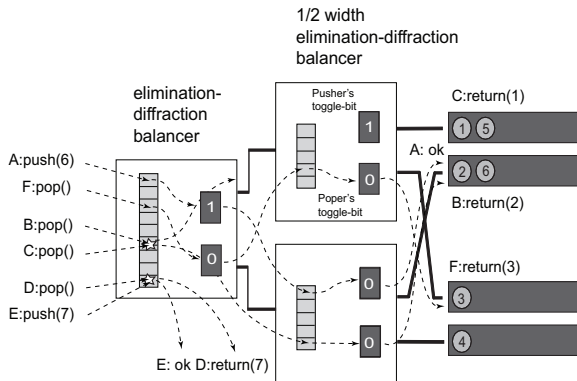 1/2 width
elimination-diffraction
balancer
elimination-
diffraction
balancer
Pusher's
toggle-bit
1
0
Poper's
toggle-bit
A:push(6)
F:pop()
B:pop()
C:pop()
D:pop()
E:push(7)
1
0
0
0
E: ok D:return(7)
C:return(1)
1 5
A: ok
2 6
B:return(2)
F:return(3)
3
4